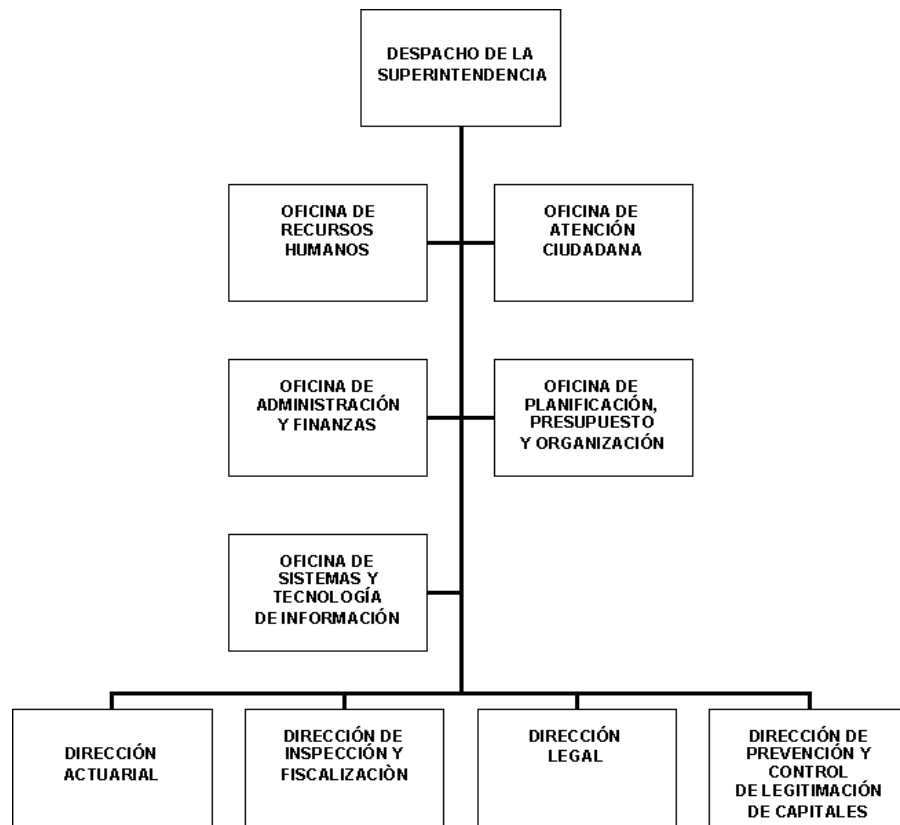 DESPACHO DE LA
SUPERINTENDENCIA
OFICINA DE
RECURSOS
HUMANOS
OFICINA DE
ATENCIÓN
CIUDADANA
OFICINA DE
ADMINISTRACIÓN
Y FINANZAS
OFICINA DE
PLANIFICACIÓN,
PRESUPUESTO
Y ORGANIZACIÓN
OFICINA DE
SISTEMAS Y
TECNOLOGÍA
DE INFORMACIÓN
DIRECCIÓN
ACTUARIAL
DIRECCIÓN DE
INSPECCIÓN Y
FISCALIZACIÒN
DIRECCIÓN
LEGAL
DIRECCIÓN DE
PREVENCIÓN Y
CONTROL
DE LEGITIMACIÓN
DE CAPITALES